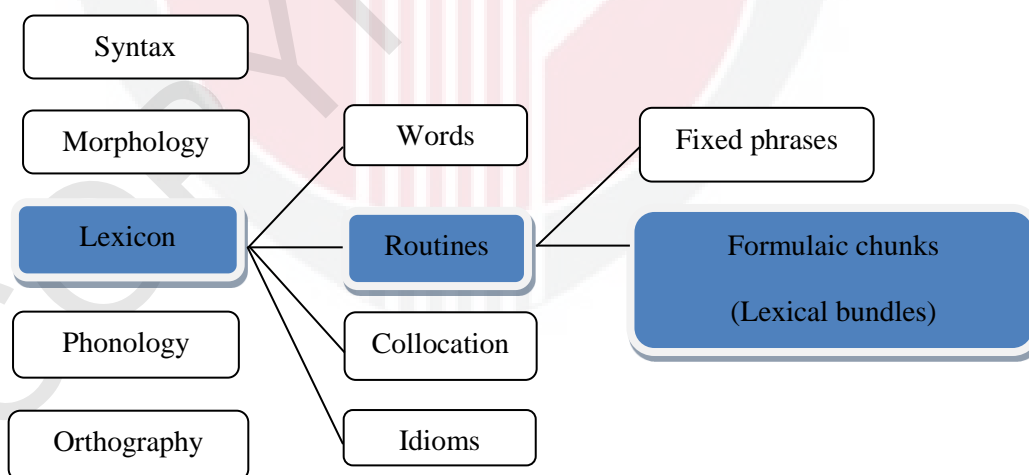 Syntax
Morphology
Lexicon
Phonology
Orthography
Words
Routines
Collocation
Idioms
Fixed phrases
Formulaic chunks
(Lexical bundles)